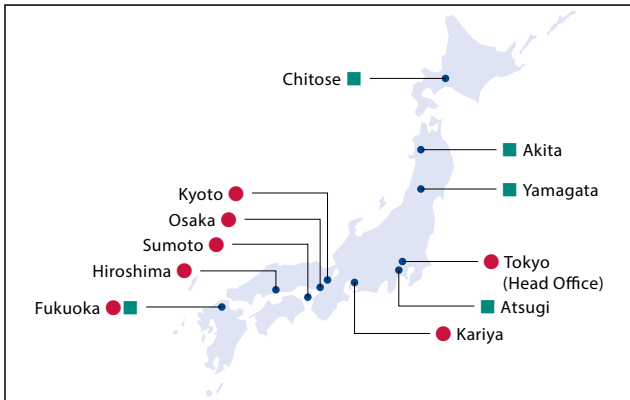 Chitose
Akita
Yamagata
Kyoto
Osaka
Sumoto
Hiroshima
Tokyo
(Head Office)
Fukuoka
Atsugi
Kariya